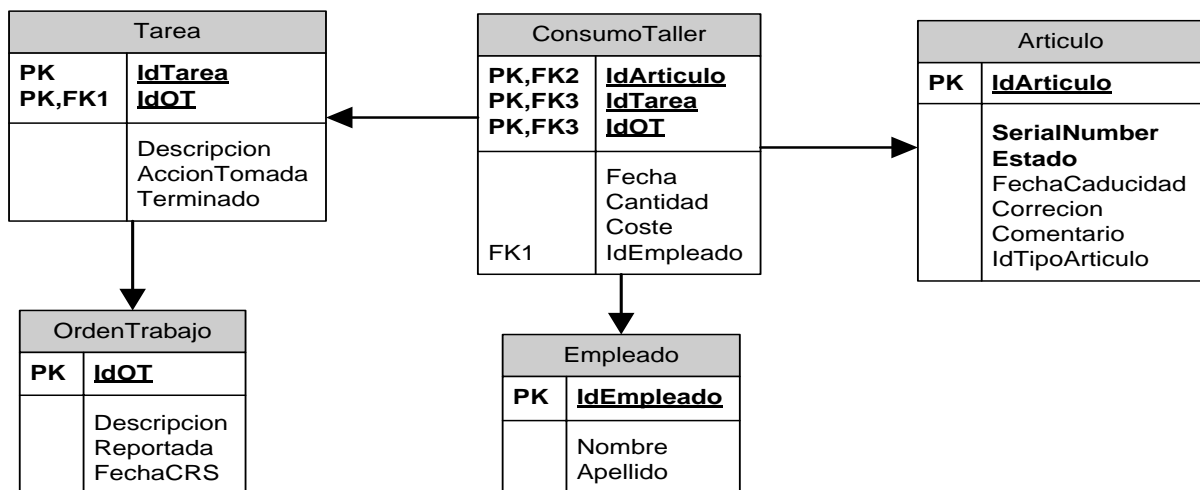 Tarea
PK IdTarea
PK,FK1 IdOT
Descripcion
AccionTomada
Terminado
ConsumoTaller
PK,FK2 IdArticulo
PK,FK3 IdTarea
PK,FK3 IdOT
Fecha
Cantidad
Coste
FK1 IdEmpleado
Articulo
PK IdArticulo
SerialNumber
Estado
FechaCaducidad
Correcion
Comentario
IdTipoArticulo
OrdenTrabajo
PK IdOT
Descripcion
Reportada
FechaCRS
Empleado
PK IdEmpleado
Nombre
Apellido